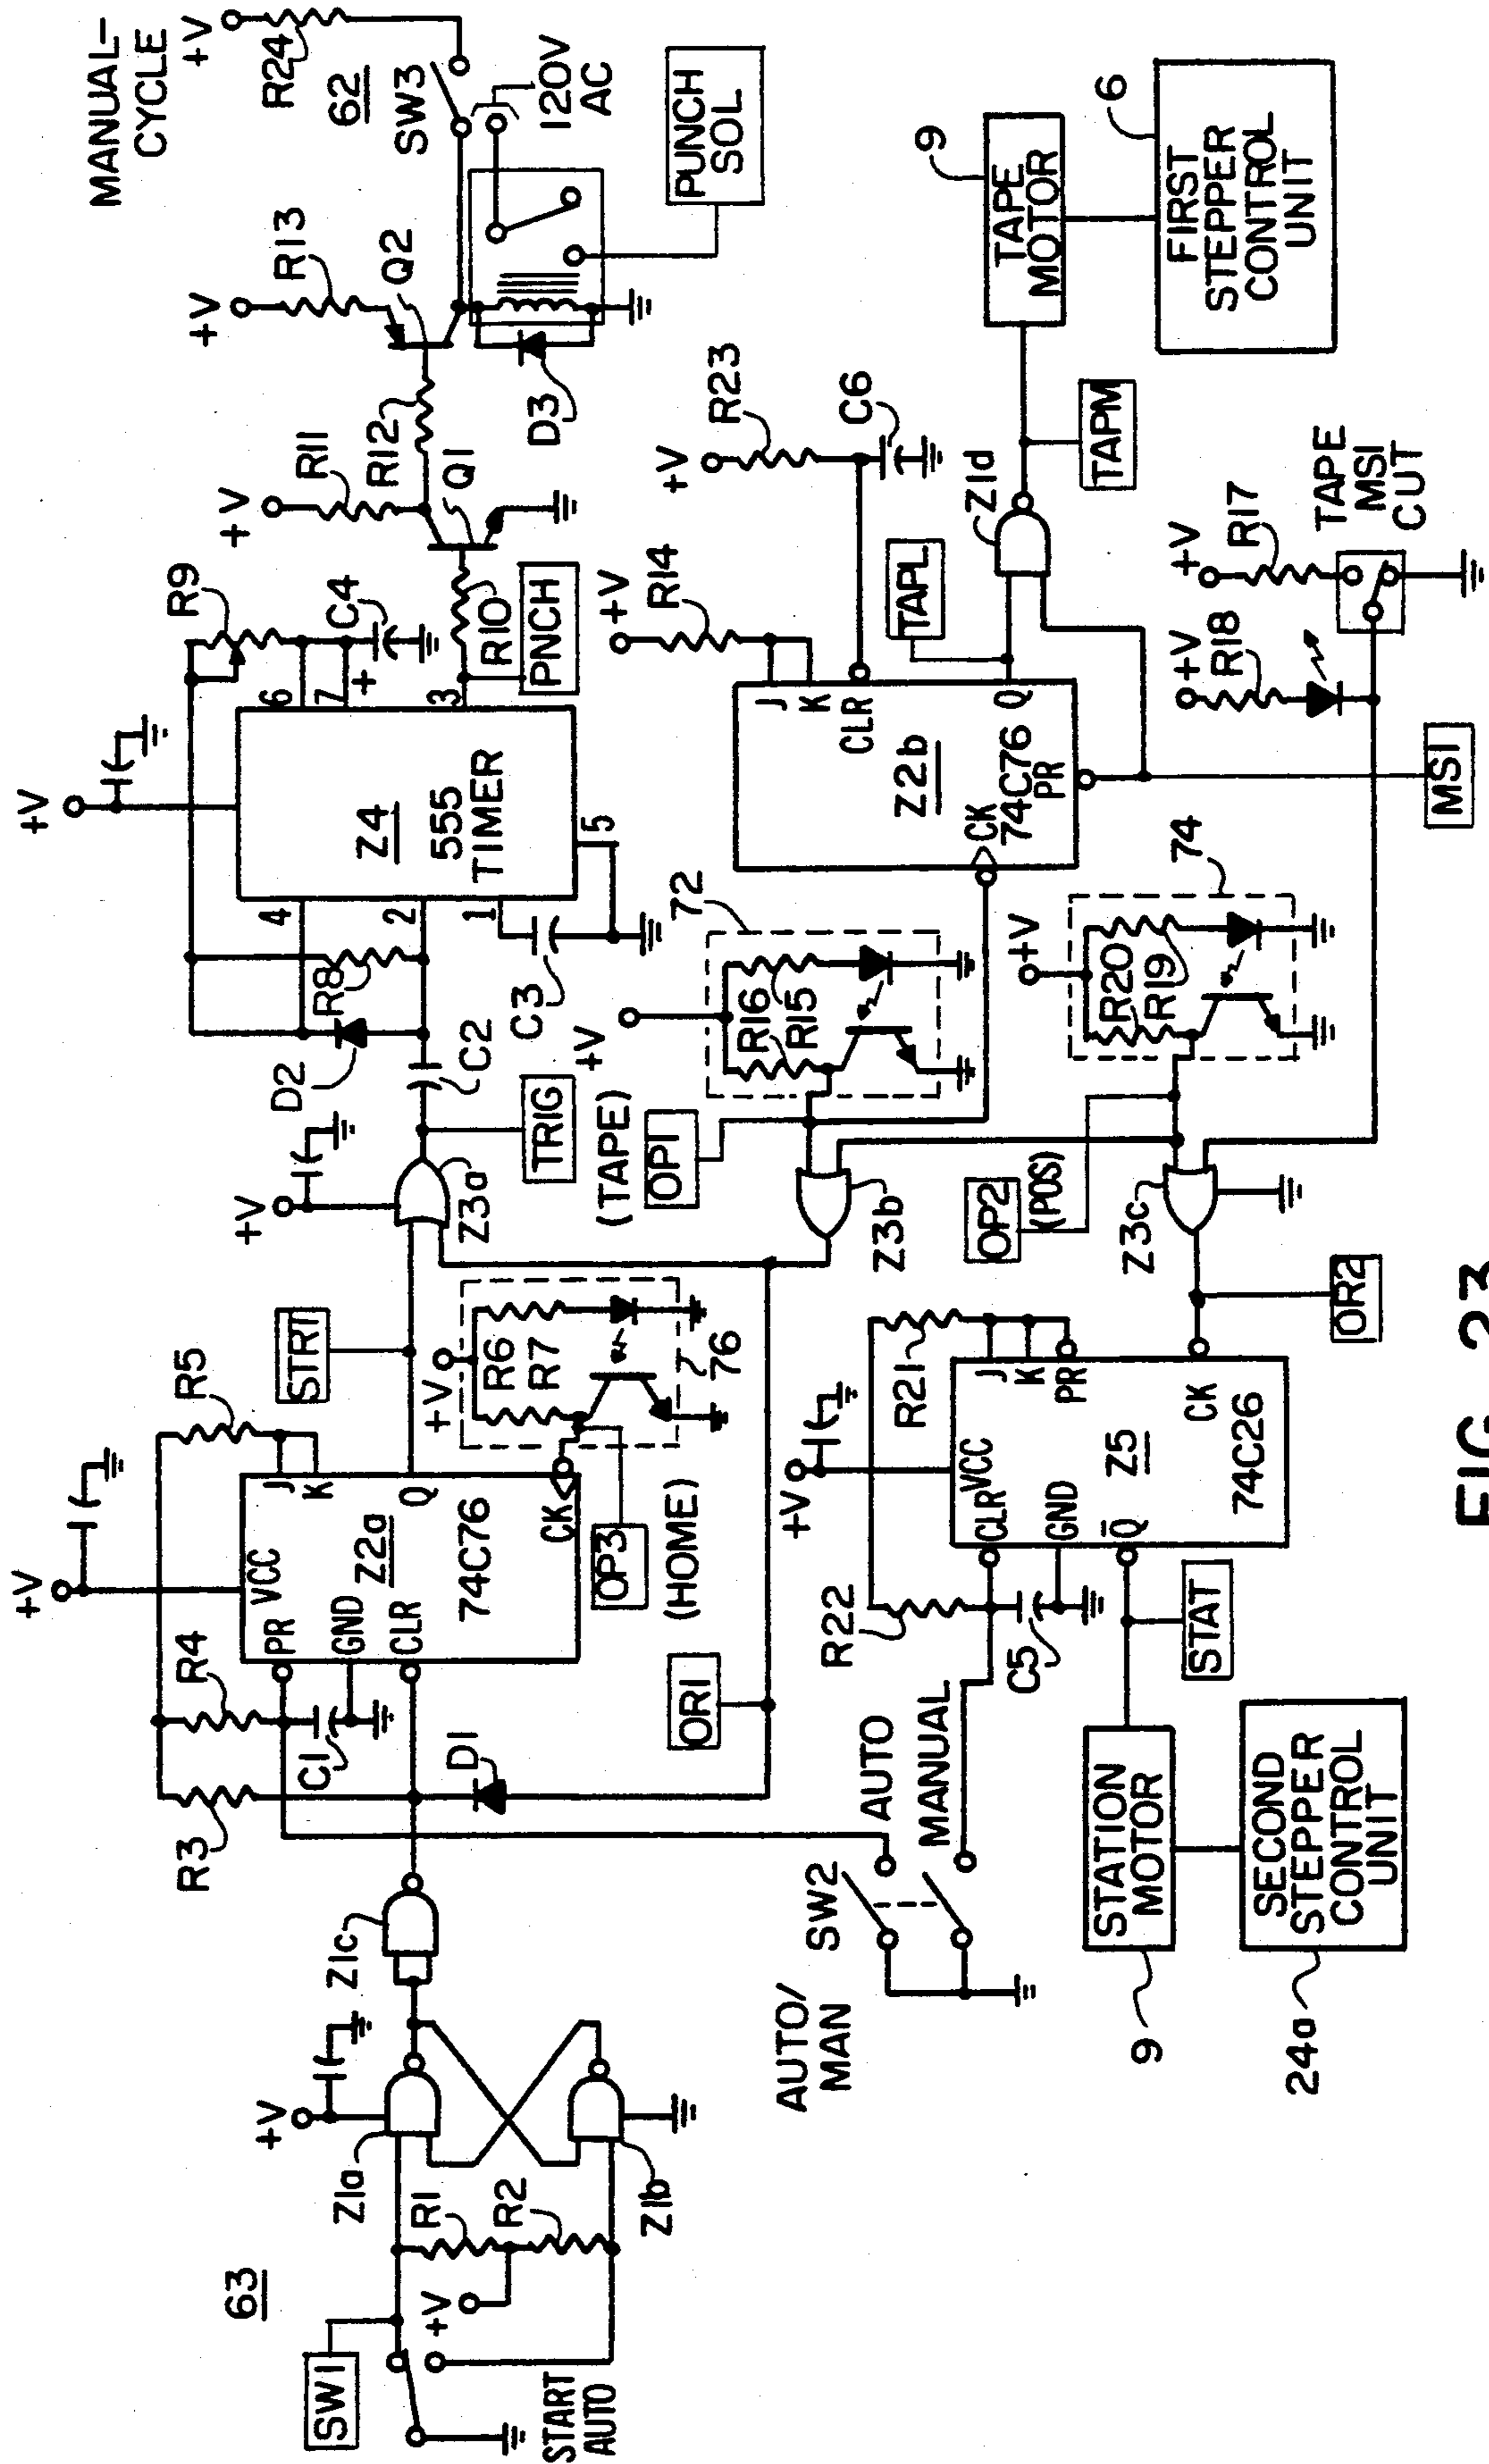 MANUAL-
CYCLE
+V
R24
62
SW3
120V
AC
PUNCH
SOL
+V
R13
Q2
R12
D3
+V
R11
Q1
R10
PNCH
R9
C4
+
+V
6
7
3
Z4
555
TIMER
4
2
1
5
R8
D2
C2
C3
+V
Z3a
TRIG
STRT
R5
+V
J
K
Q
VCC
PR
GND
CLR
Z2a
74C76
CK
R4
R3
C1
D1
+V
R6
R7
76
OP3
(HOME)
OR1
Z1c
+V
Z1a
Z1b
R1
R2
+V
63
SW1
START
AUTO
+V
R23
C6
+V
R14
J
K
CLR
Q
Z2b
74C76
PR
CK
TAPL
Z1d
TAPM
9
TAPE
MOTOR
6
FIRST
STEPPER
CONTROL
UNIT
72
+V
R16
R15
(TAPE)
OP1
Z3b
+V
R17
TAPE
MSI
CUT
+V
R18
MSI
74
+V
R20
R19
OP2
(POS)
Z3c
OR2
+V
R21
R22
C5
VCC
CLR
GND
Q̅
J
K
PR
CK
Z5
74C26
STAT
AUTO
MANUAL
SW2
AUTO/
MAN
STATION
MOTOR
9
SECOND
STEPPER
CONTROL
UNIT
24a
FIG. 23